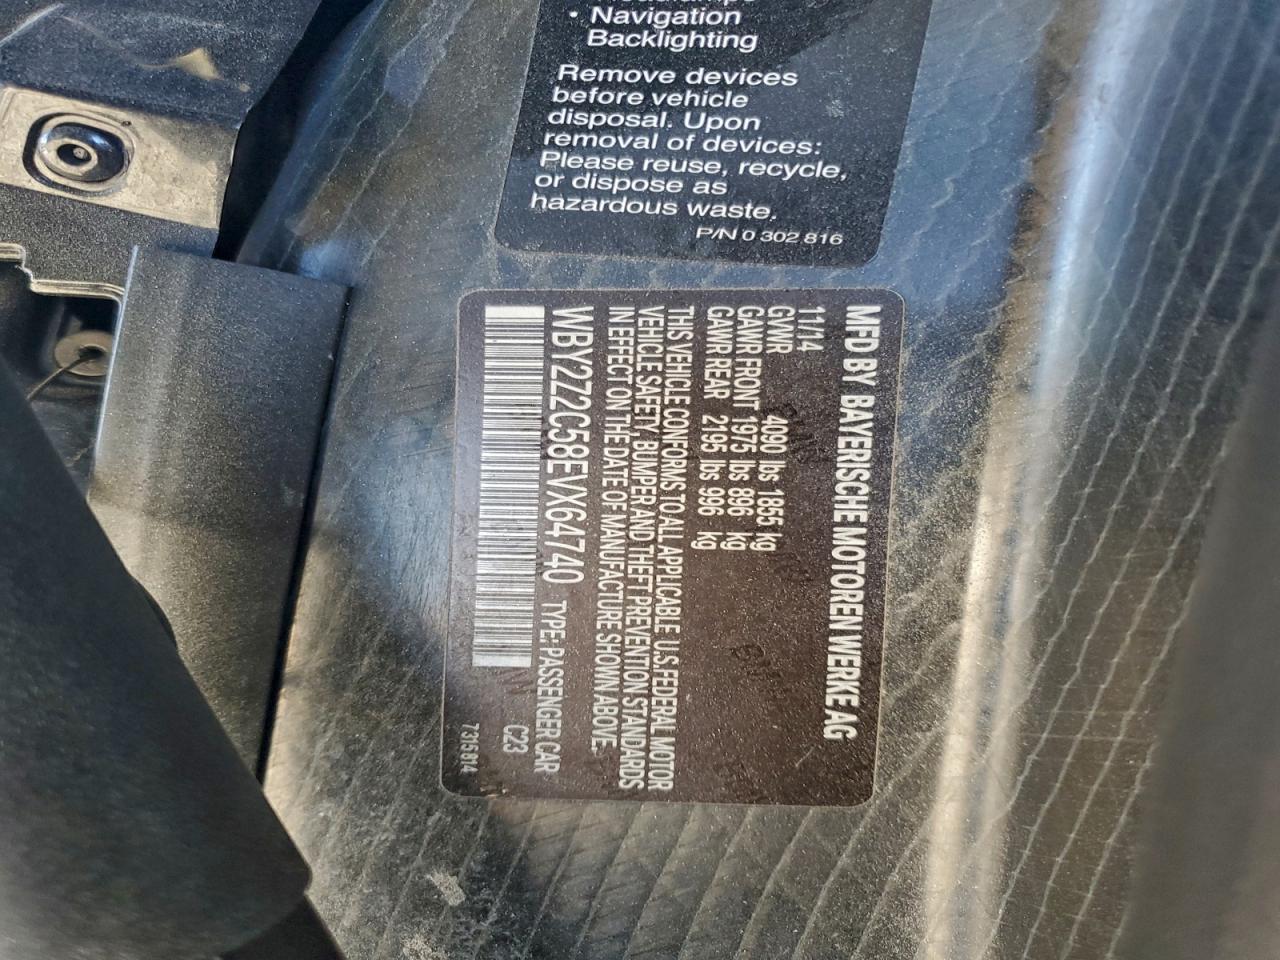 • Navigation
Backlighting
Remove devices
before vehicle
disposal. Upon
removal of devices:
Please reuse, recycle,
or dispose as
hazardous waste.
P/N 0 302 816
MFD BY BAYERISCHE MOTOREN WERKE AG
11/14
GVWR 4090 lbs 1855 kg
GAWR FRONT 1975 lbs 896 kg
GAWR REAR 2195 lbs 996 kg
THIS VEHICLE CONFORMS TO ALL APPLICABLE U.S.FEDERAL MOTOR
VEHICLE SAFETY, BUMPER AND THEFT PREVENTION STANDARDS
IN EFFECT ON THE DATE OF MANUFACTURE SHOWN ABOVE.
WBY2Z2C58EVX64740 TYPE: PASSENGER CAR
C23
7315814